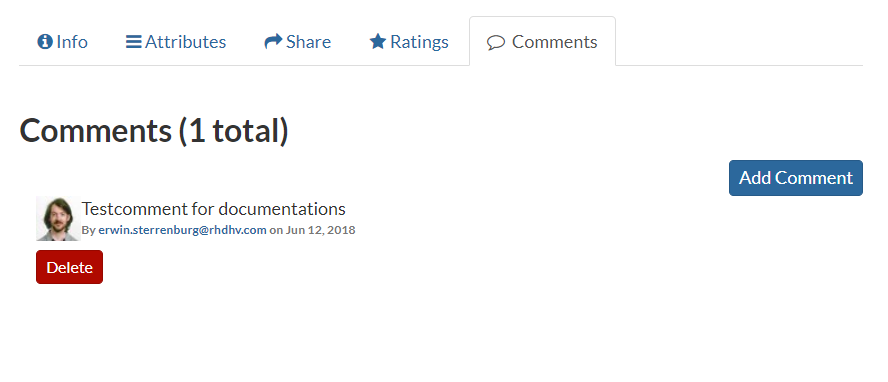 Info Attributes Share Ratings Comments
Comments (1 total)
Add Comment
Testcomment for documentations
By erwin.sterrenburg@rhdhv.com on Jun 12, 2018
Delete